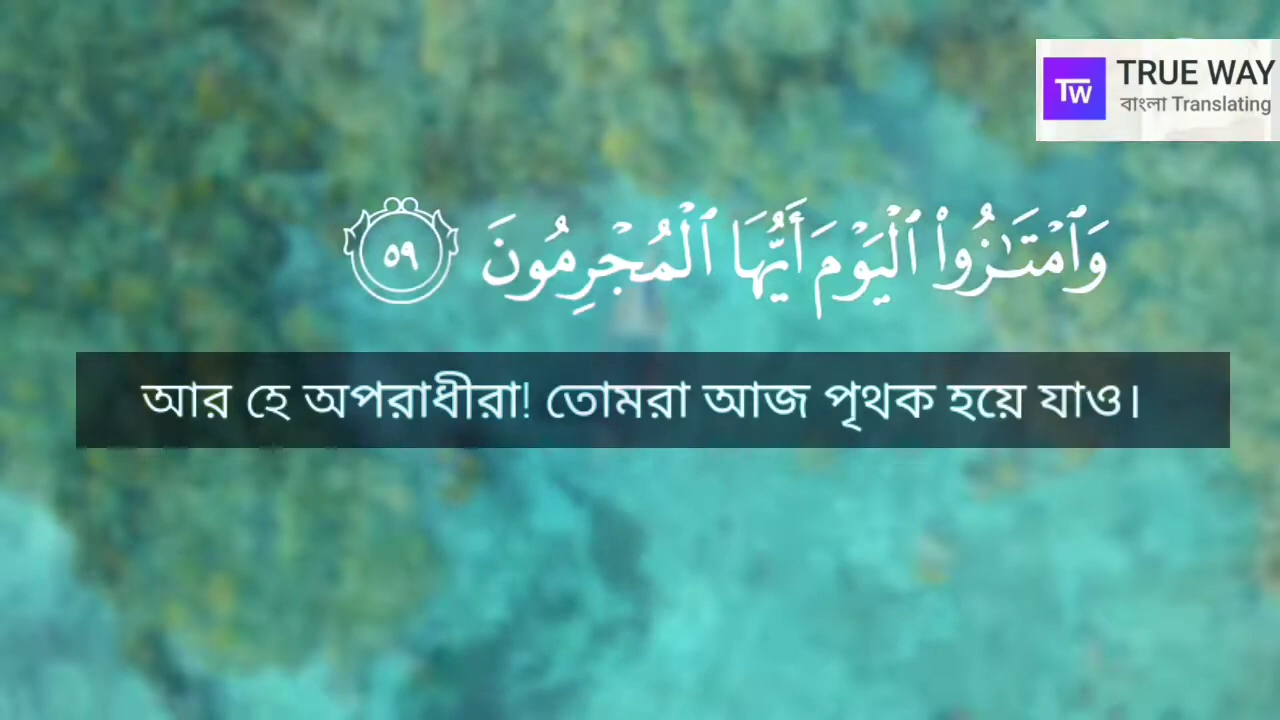 TW
TRUE WAY
বাংলা Translating
وَٱمۡتَـٰزُواْ ٱلۡيَوۡمَ أَيُّهَا ٱلۡمُجۡرِمُونَ ٥٩
আর হে অপরাধীরা! তোমরা আজ পৃথক হয়ে যাও।